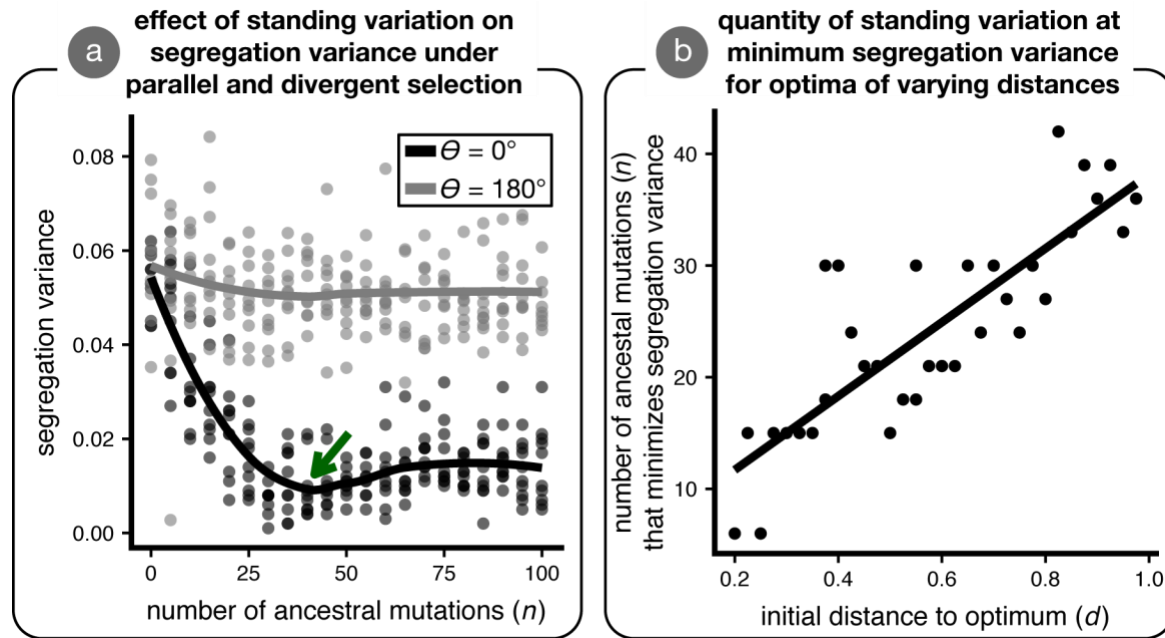 a
effect of standing variation on
segregation variance under
parallel and divergent selection
segregation variance
0.08
0.06
0.04
0.02
0.00
Θ = 0°
Θ = 180°
0 25 50 75 100
number of ancestral mutations (n)
b
quantity of standing variation at
minimum segregation variance
for optima of varying distances
number of ancestal mutations (n)
that minimizes segregation variance
40
30
20
10
0.2 0.4 0.6 0.8 1.0
initial distance to optimum (d)